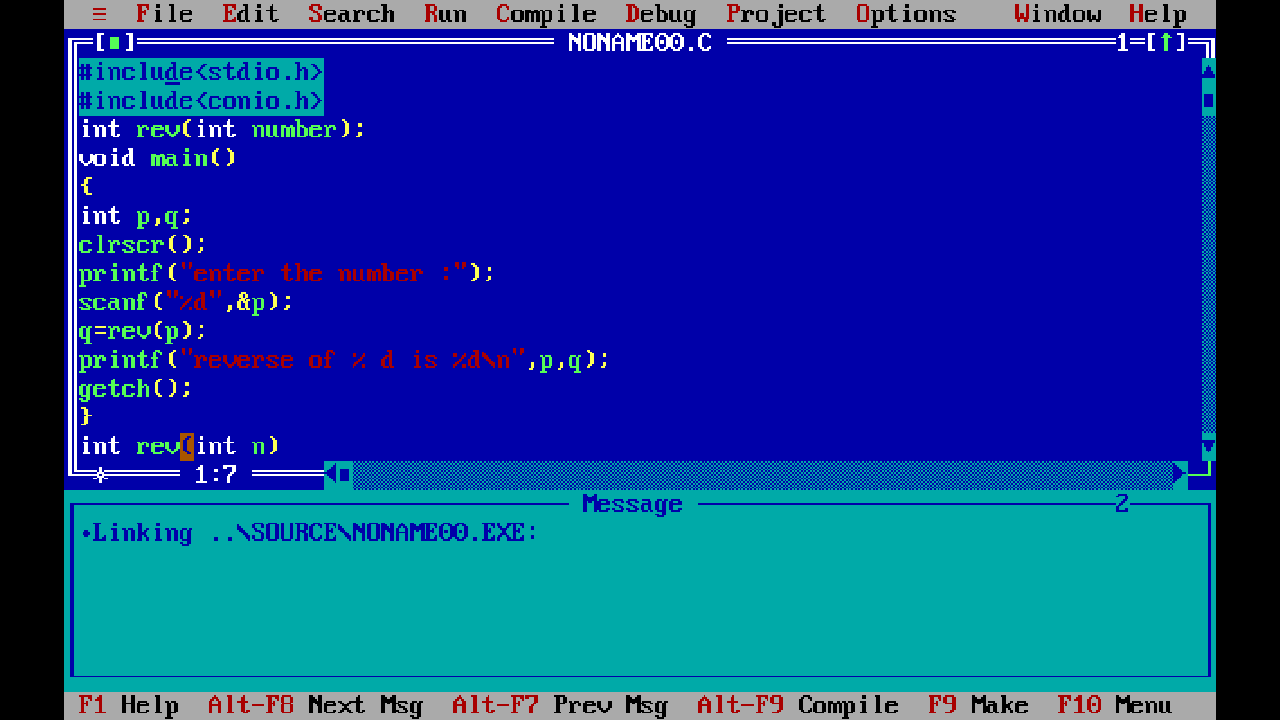 ≡ File Edit Search Run Compile Debug Project Options Window Help
[■] NONAME00.C 1=[↑]
#include<stdio.h>
#include<conio.h>
int rev(int number);
void main()
{
int p,q;
clrscr();
printf("enter the number :");
scanf("%d",&p);
q=rev(p);
printf("reverse of % d is %d\n",p,q);
getch();
}
int rev(int n)
1:7
Message 2
•Linking ..\SOURCE\NONAME00.EXE:
F1 Help Alt-F8 Next Msg Alt-F7 Prev Msg Alt-F9 Compile F9 Make F10 Menu